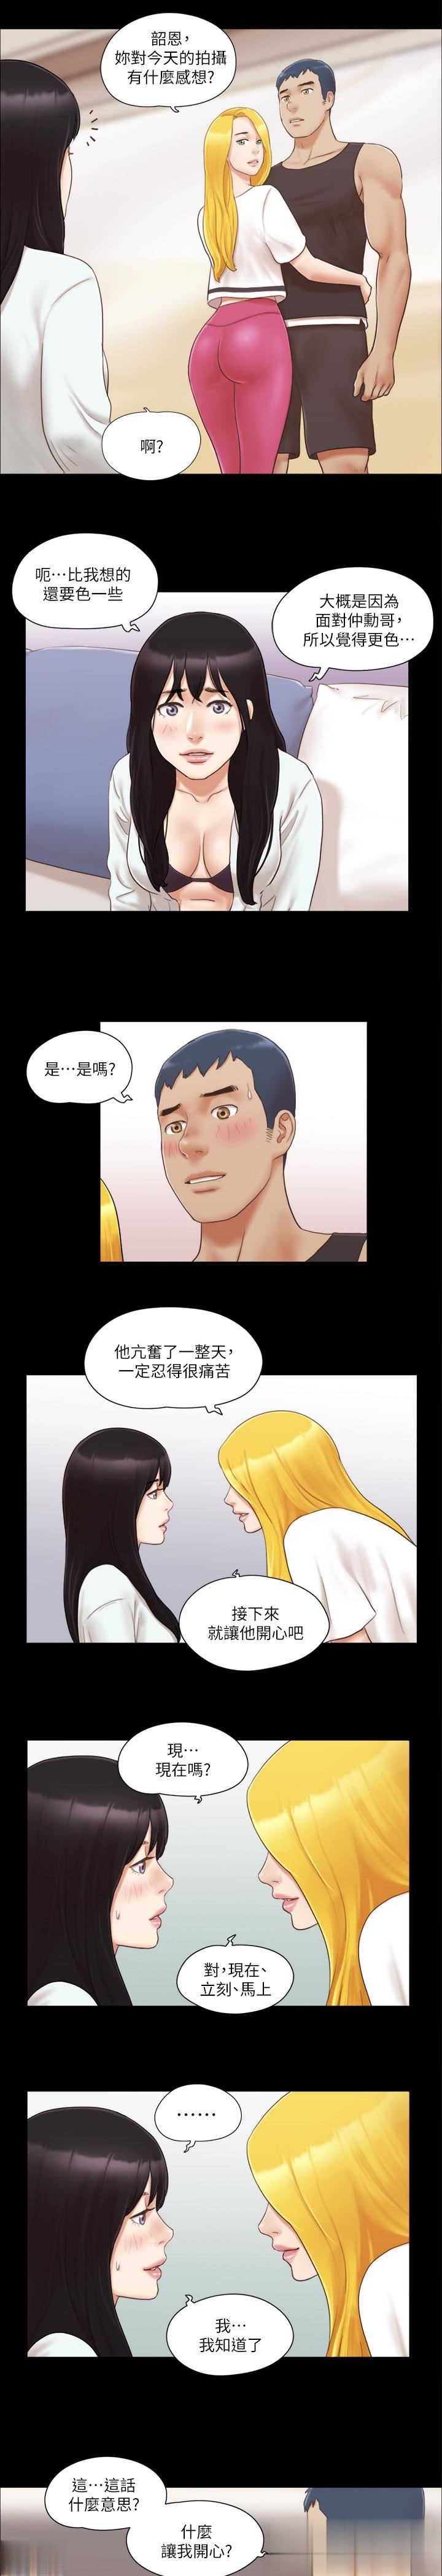 韶恩，
妳對今天的拍攝
有什麼感想?
啊?
呃⋯比我想的
還要色一些
大概是因為
面對仲勳哥，
所以覺得更色⋯
是⋯是嗎?
他亢奮了一整天，
一定忍得很痛苦
接下來
就讓他開心吧
現⋯
現在嗎?
對，現在、
立刻、馬上
⋯⋯
我⋯
我知道了
這⋯這話
什麼意思?
什麼
讓我開心?